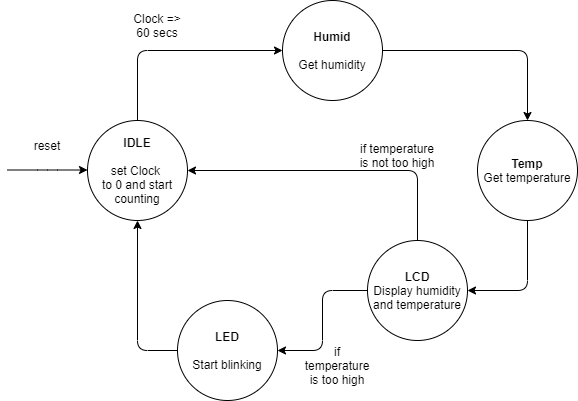 Clock =>
60 secs
Humid
Get humidity
reset
IDLE
set Clock
to 0 and start
counting
if temperature
is not too high
Temp
Get temperature
LCD
Display humidity
and temperature
LED
Start blinking
if
temperature
is too high